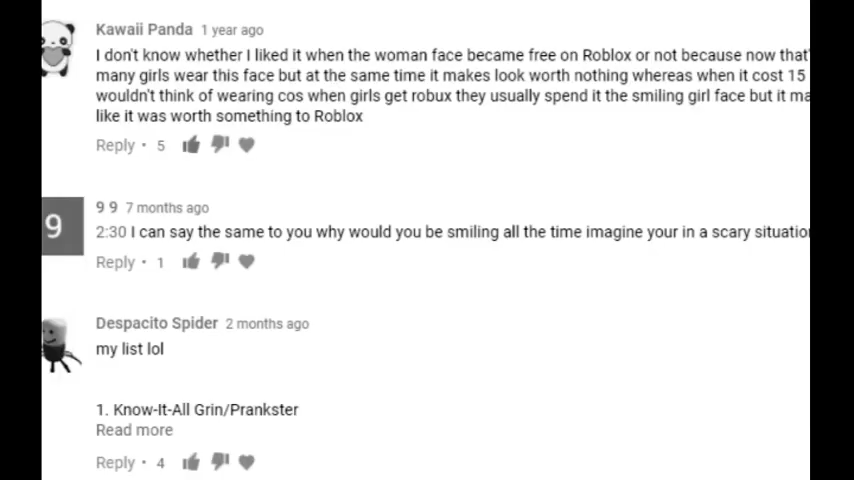 Kawaii Panda 1 year ago
I don't know whether I liked it when the woman face became free on Roblox or not because now that'
many girls wear this face but at the same time it makes look worth nothing whereas when it cost 15
wouldn't think of wearing cos when girls get robux they usually spend it the smiling girl face but it ma
like it was worth something to Roblox
Reply • 5
9
9 9 7 months ago
2:30 I can say the same to you why would you be smiling all the time imagine your in a scary situatio
Reply • 1
Despacito Spider 2 months ago
my list lol
1. Know-It-All Grin/Prankster
Read more
Reply • 4